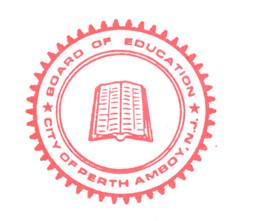 BOARD OF EDUCATION
CITY OF PERTH AMBOY, N.J.